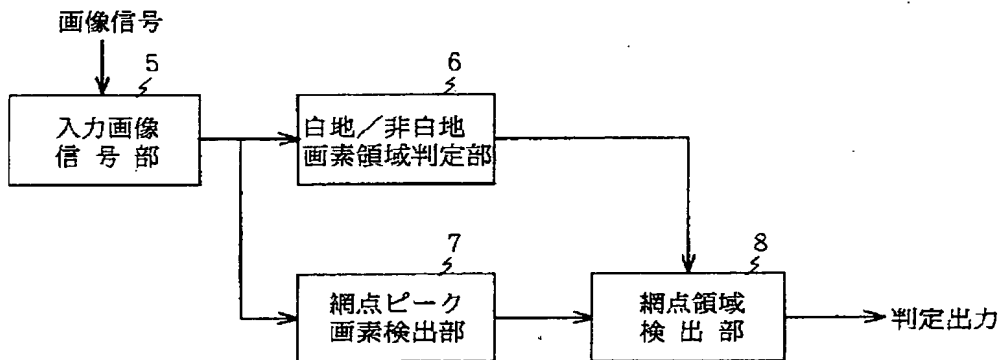 画像信号
5
入力画像
信号部
6
白地／非白地
画素領域判定部
7
網点ピーク
画素検出部
8
網点領域
検出部
判定出力